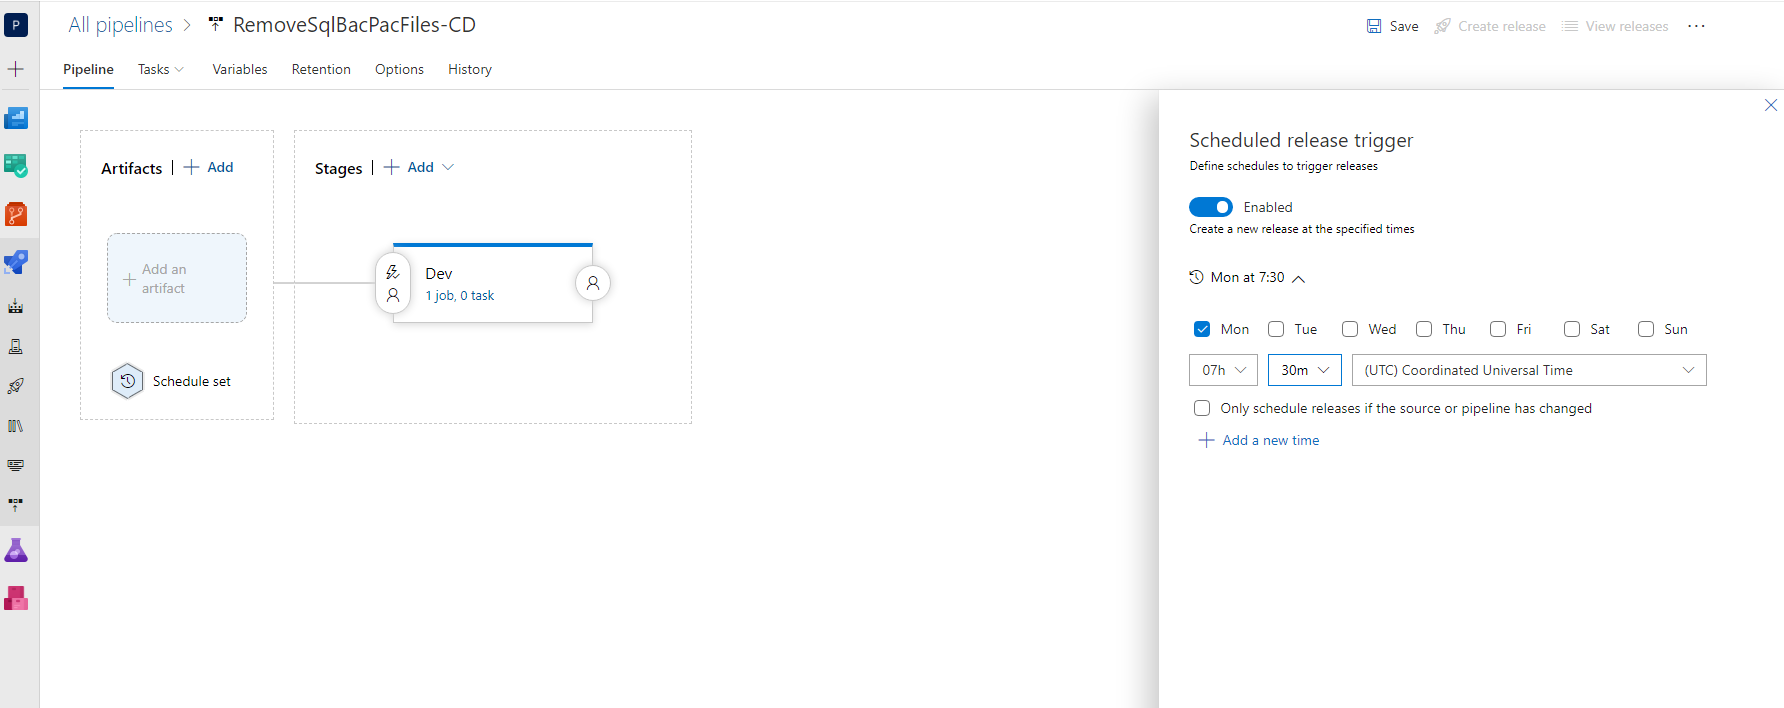 P
All pipelines > RemoveSqlBacPacFiles-CD
Save Create release View releases ...
Pipeline Tasks Variables Retention Options History
Artifacts | + Add
Stages | + Add
Add an
artifact
Dev
1 job, 0 task
Schedule set
Scheduled release trigger
Define schedules to trigger releases
Enabled
Create a new release at the specified times
Mon at 7:30
Mon Tue Wed Thu Fri Sat Sun
07h 30m (UTC) Coordinated Universal Time
Only schedule releases if the source or pipeline has changed
+ Add a new time